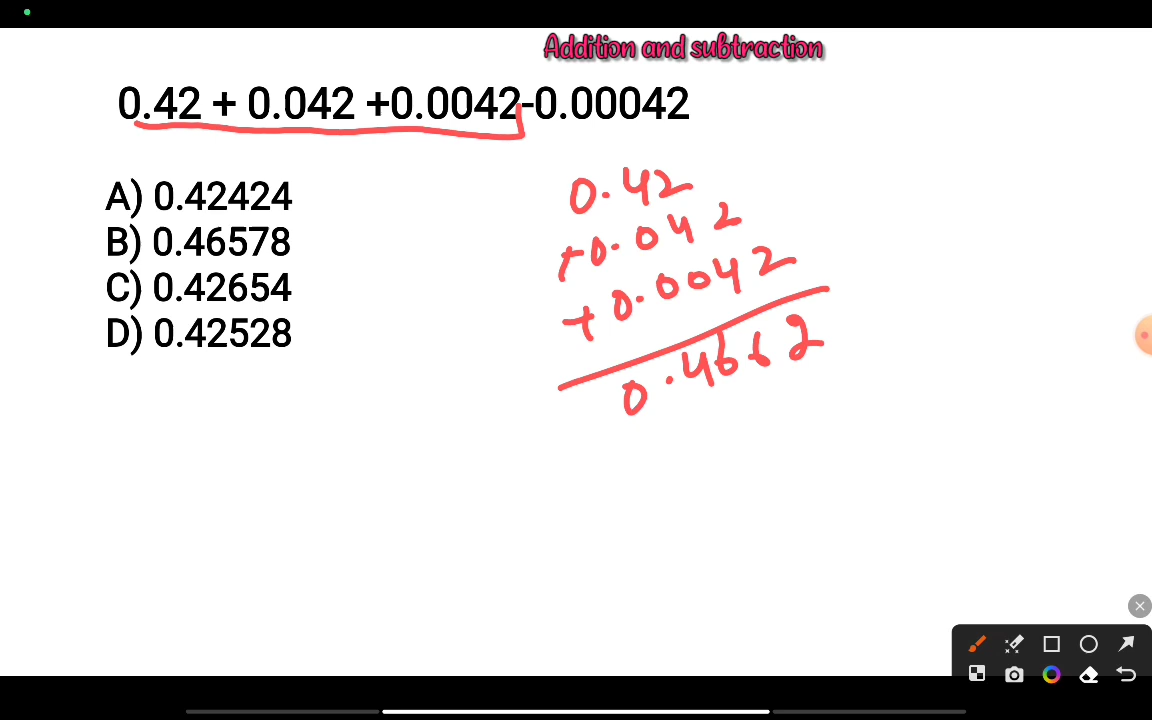 Addition and subtraction
0.42 + 0.042 +0.0042-0.00042
A) 0.42424
B) 0.46578
C) 0.42654
D) 0.42528
0.42
+0.042
+0.0042
0.4662